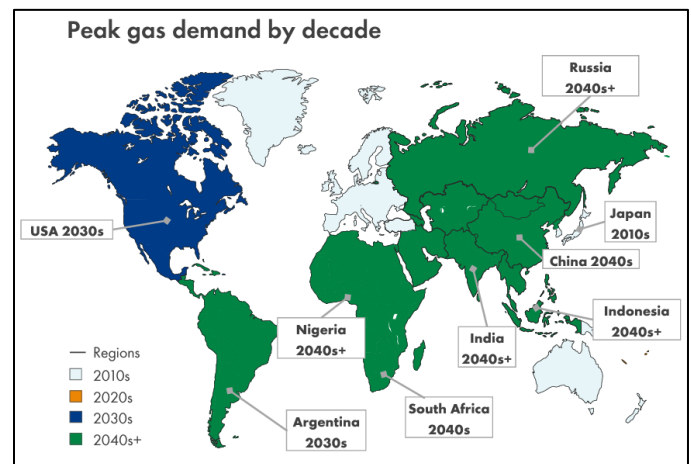 Peak gas demand by decade
Russia
2040s+
USA 2030s
Japan
2010s
China 2040s
Nigeria
2040s+
India
2040s+
Indonesia
2040s+
South Africa
2040s
Argentina
2030s
Regions
2010s
2020s
2030s
2040s+